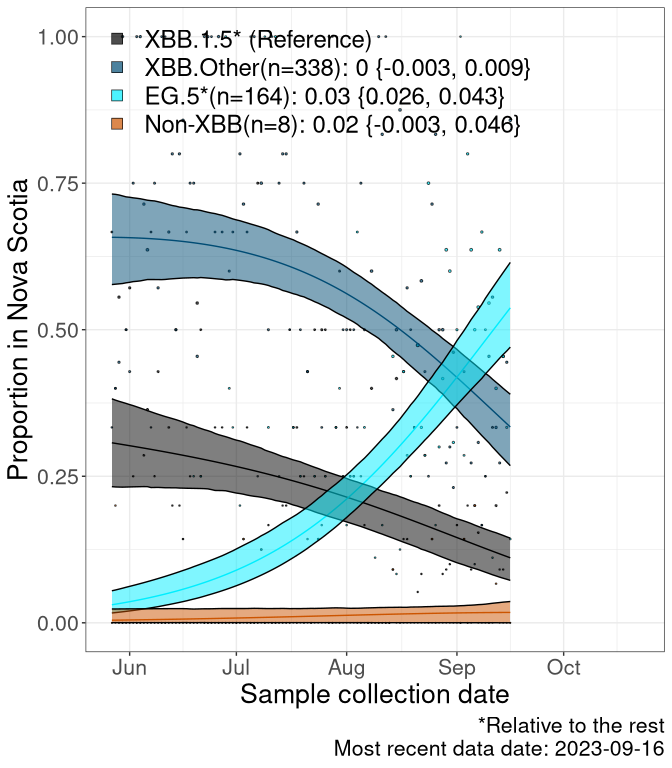 1.00
XBB.1.5* (Reference)
XBB.Other(n=338): 0 {-0.003, 0.009}
EG.5*(n=164): 0.03 {0.026, 0.043}
Non-XBB(n=8): 0.02 {-0.003, 0.046}
0.75
0.50
0.25
0.00
Proportion in Nova Scotia
Jun Jul Aug Sep Oct
Sample collection date
*Relative to the rest
Most recent data date: 2023-09-16